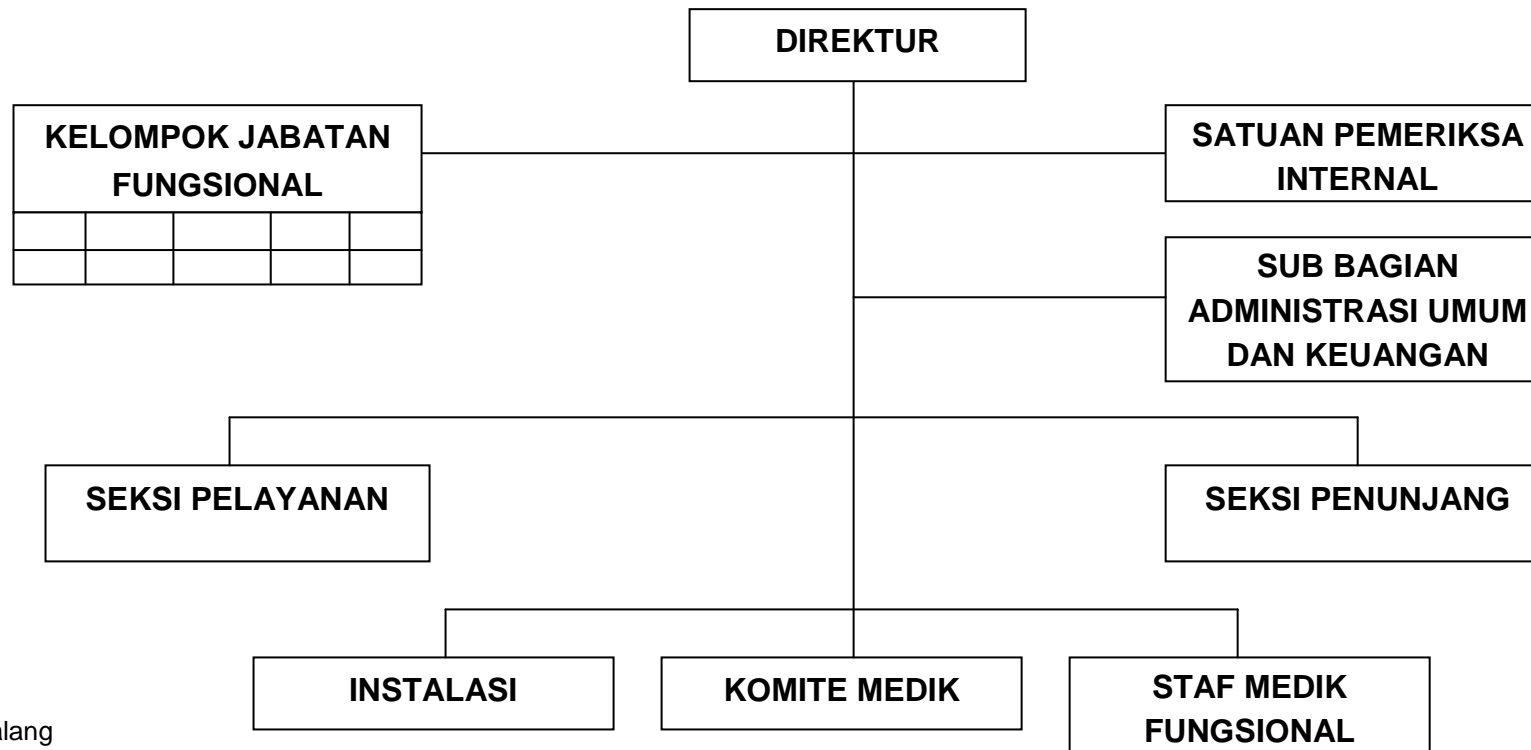 DIREKTUR
KELOMPOK JABATAN
FUNGSIONAL
SATUAN PEMERIKSA
INTERNAL
SUB BAGIAN
ADMINISTRASI UMUM
DAN KEUANGAN
SEKSI PELAYANAN
SEKSI PENUNJANG
INSTALASI
KOMITE MEDIK
STAF MEDIK
FUNGSIONAL